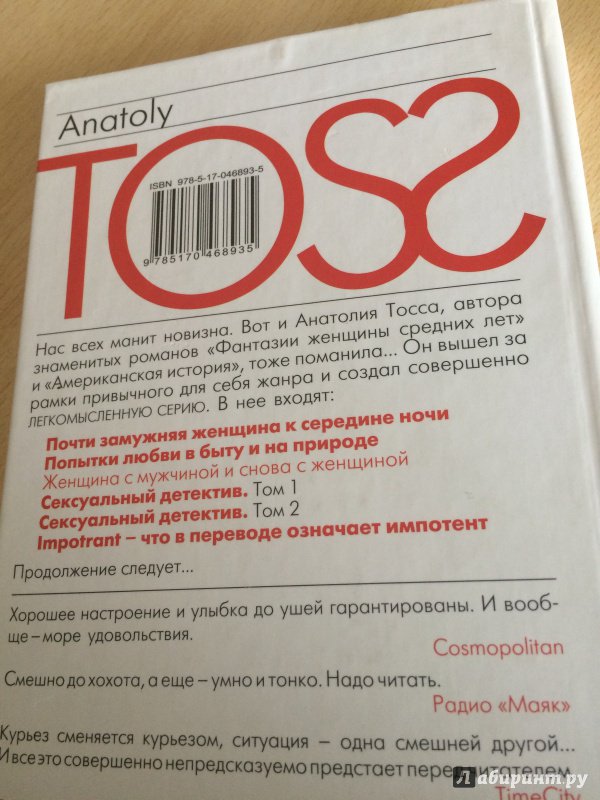 Anatoly
TOSS
ISBN 978-5-17-046893-5
9 785170 468935
Нас всех манит новизна. Вот и Анатолия Тосса, автора
знаменитых романов «Фантазии женщины средних лет»
и «Американская история», тоже поманила... Он вышел за
рамки привычного для себя жанра и создал совершенно
ЛЕГКОМЫСЛЕННУЮ СЕРИЮ. В нее входят:
Почти замужняя женщина к середине ночи
Попытки любви в быту и на природе
Женщина с мужчиной и снова с женщиной
Сексуальный детектив. Том 1
Сексуальный детектив. Том 2
Impotrant – что в переводе означает импотент
Продолжение следует...
Хорошее настроение и улыбка до ушей гарантированы. И вооб-
ще – море удовольствия.
Cosmopolitan
Смешно до хохота, а еще – умно и тонко. Надо читать.
Радио «Маяк»
Курьез сменяется курьезом, ситуация – одна смешней другой...
И все это совершенно непредсказуемо предстает перед читателем
TimeCity
Лабиринт.ру